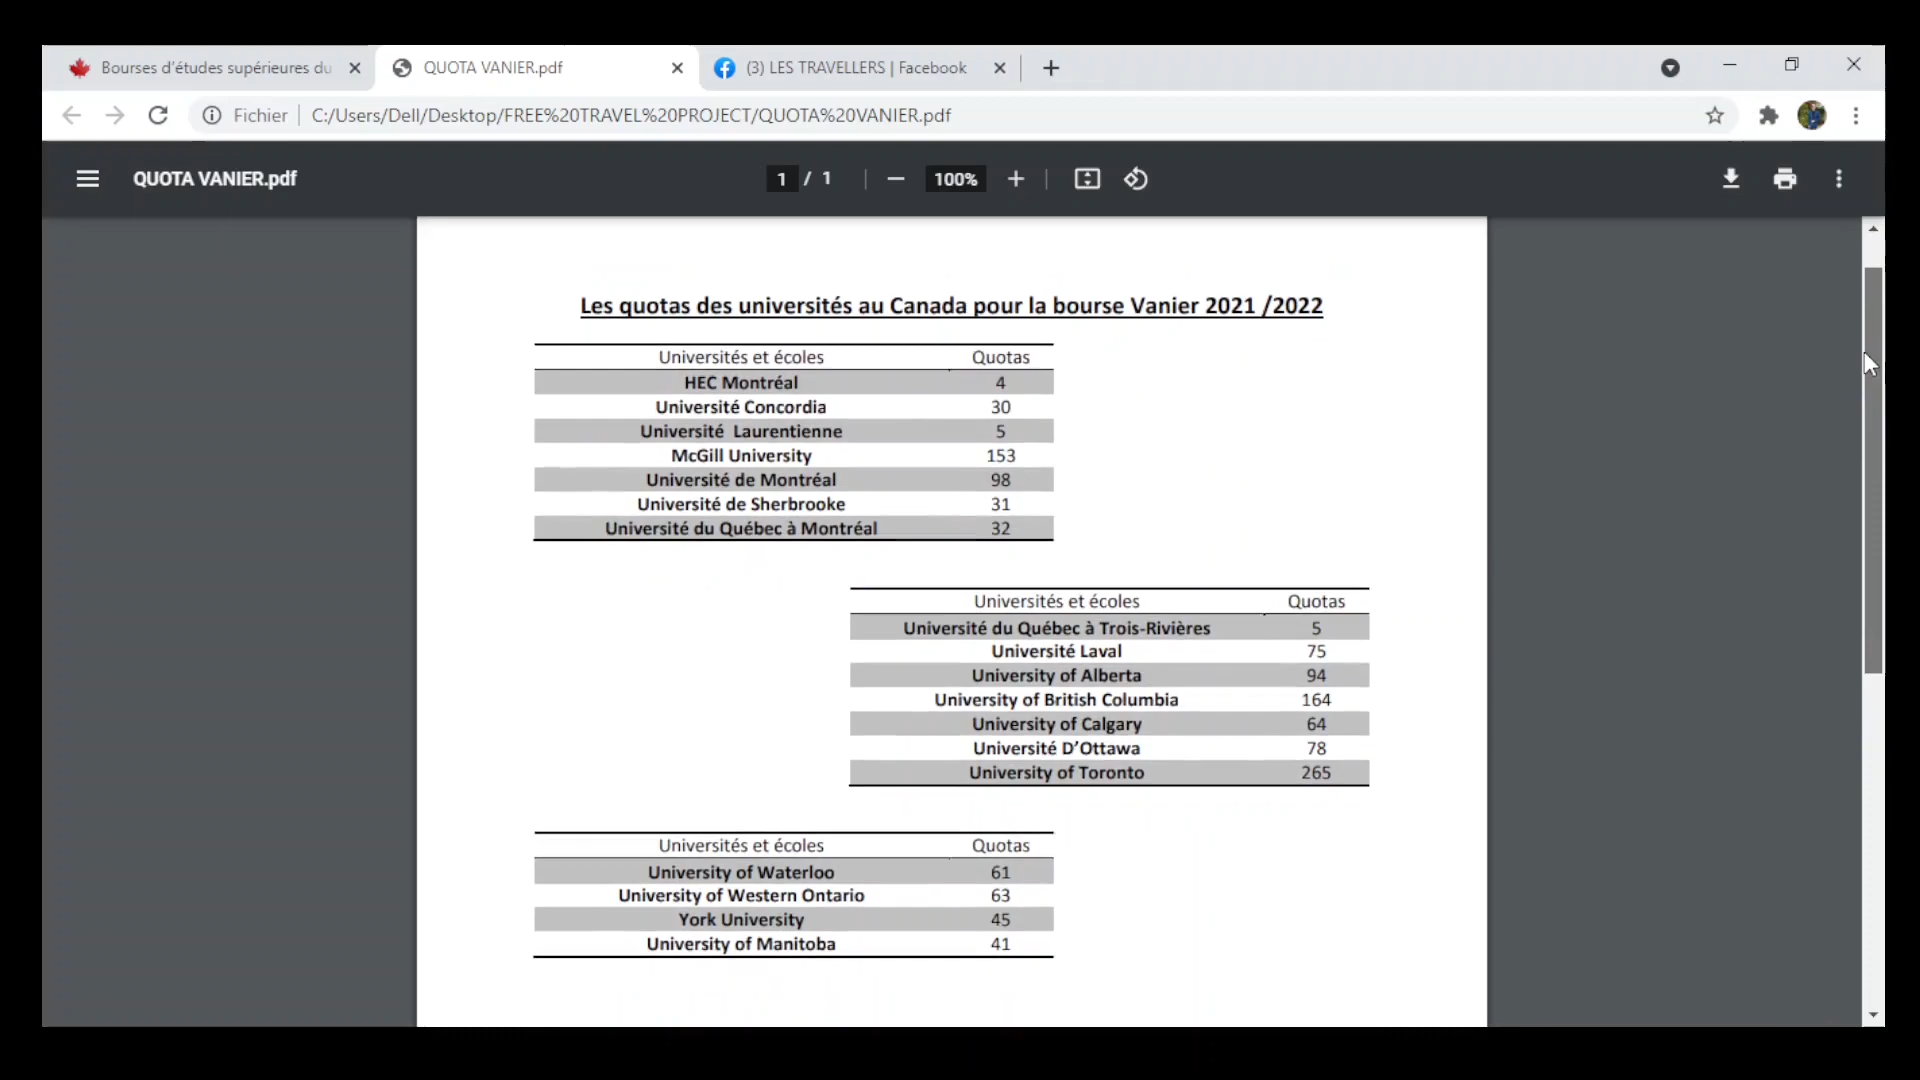 Bourses d'études supérieures du
QUOTA VANIER.pdf
(3) LES TRAVELLERS | Facebook
Fichier
C:/Users/Dell/Desktop/FREE%20TRAVEL%20PROJECT/QUOTA%20VANIER.pdf
QUOTA VANIER.pdf
1 / 1
100%
Les quotas des universités au Canada pour la bourse Vanier 2021 /2022
Universités et écoles Quotas
HEC Montréal 4
Université Concordia 30
Université Laurentienne 5
McGill University 153
Université de Montréal 98
Université de Sherbrooke 31
Université du Québec à Montréal 32
Universités et écoles Quotas
Université du Québec à Trois-Rivières 5
Université Laval 75
University of Alberta 94
University of British Columbia 164
University of Calgary 64
Université D'Ottawa 78
University of Toronto 265
Universités et écoles Quotas
University of Waterloo 61
University of Western Ontario 63
York University 45
University of Manitoba 41